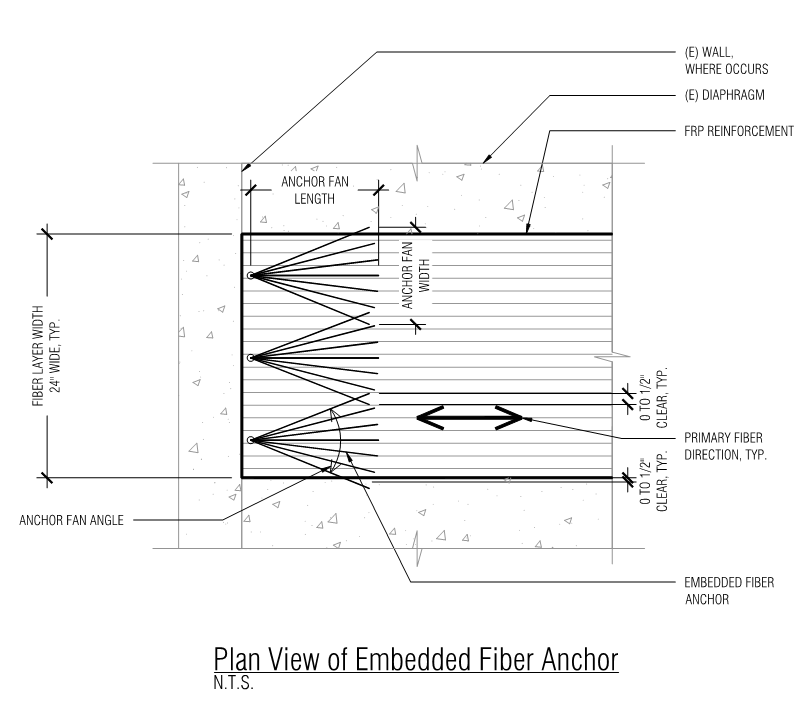 (E) WALL,
WHERE OCCURS
(E) DIAPHRAGM
FRP REINFORCEMENT
ANCHOR FAN
LENGTH
ANCHOR FAN
WIDTH
FIBER LAYER WIDTH
24" WIDE, TYP.
0 TO 1/2"
CLEAR, TYP.
PRIMARY FIBER
DIRECTION, TYP.
0 TO 1/2"
CLEAR, TYP.
ANCHOR FAN ANGLE
EMBEDDED FIBER
ANCHOR
Plan View of Embedded Fiber Anchor
N.T.S.